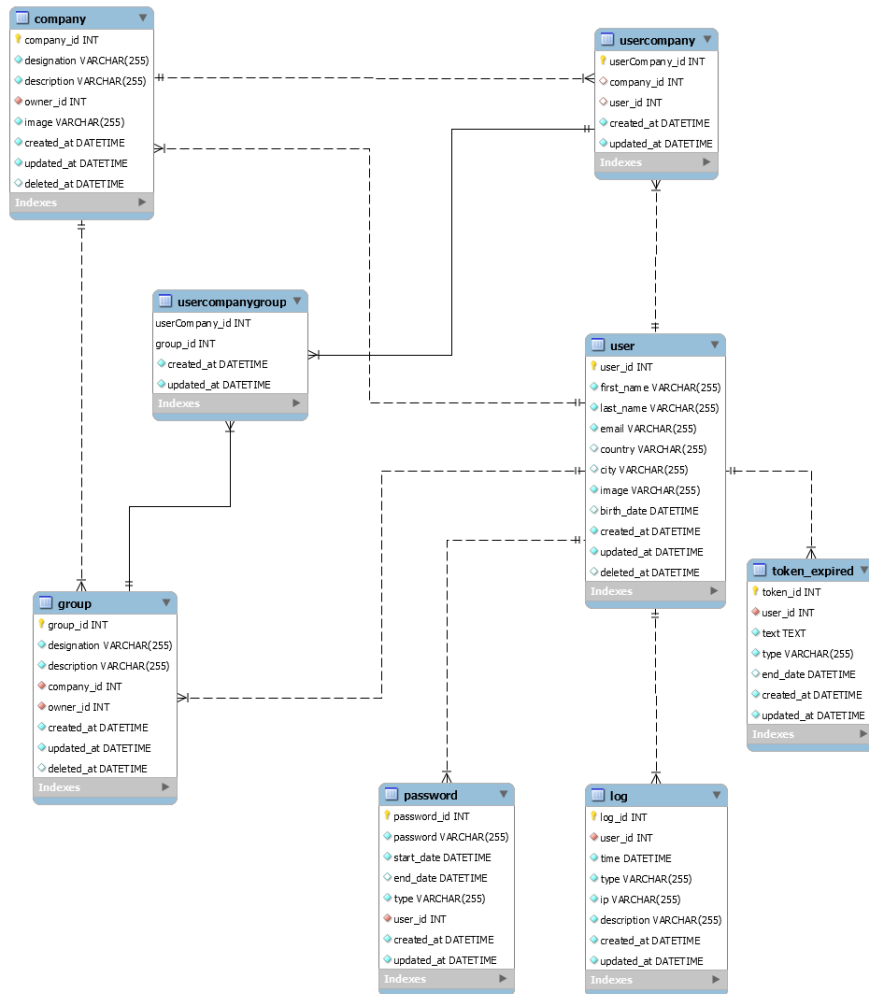 company
company_id INT
designation VARCHAR(255)
description VARCHAR(255)
owner_id INT
image VARCHAR(255)
created_at DATETIME
updated_at DATETIME
deleted_at DATETIME
Indexes
usercompany
userCompany_id INT
company_id INT
user_id INT
created_at DATETIME
updated_at DATETIME
Indexes
usercompanygroup
userCompany_id INT
group_id INT
created_at DATETIME
updated_at DATETIME
Indexes
user
user_id INT
first_name VARCHAR(255)
last_name VARCHAR(255)
email VARCHAR(255)
country VARCHAR(255)
city VARCHAR(255)
image VARCHAR(255)
birth_date DATETIME
created_at DATETIME
updated_at DATETIME
deleted_at DATETIME
Indexes
token_expired
token_id INT
user_id INT
text TEXT
type VARCHAR(255)
end_date DATETIME
created_at DATETIME
updated_at DATETIME
Indexes
group
group_id INT
designation VARCHAR(255)
description VARCHAR(255)
company_id INT
owner_id INT
created_at DATETIME
updated_at DATETIME
deleted_at DATETIME
Indexes
password
password_id INT
password VARCHAR(255)
start_date DATETIME
end_date DATETIME
type VARCHAR(255)
user_id INT
created_at DATETIME
updated_at DATETIME
Indexes
log
log_id INT
user_id INT
time DATETIME
type VARCHAR(255)
ip VARCHAR(255)
description VARCHAR(255)
created_at DATETIME
updated_at DATETIME
Indexes